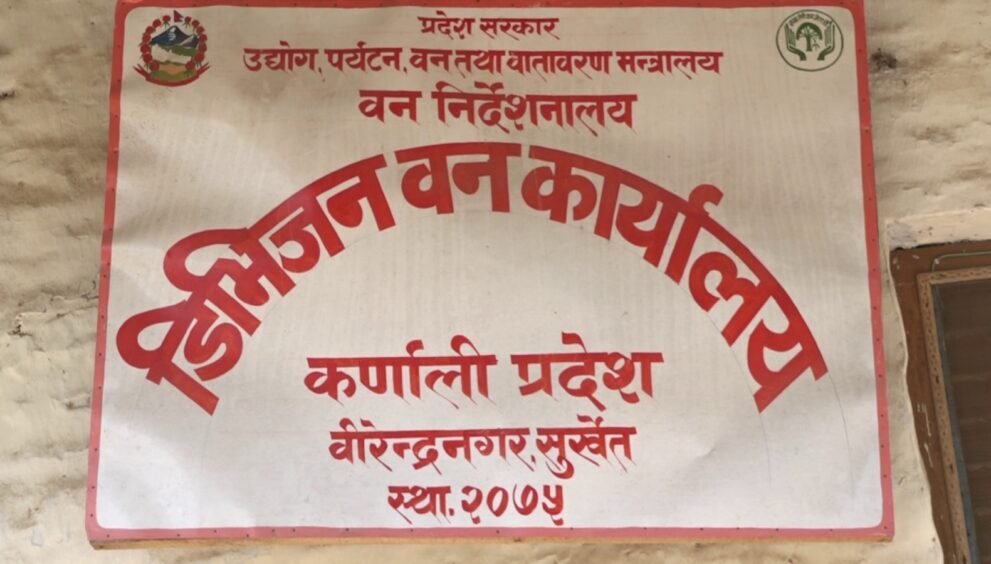 प्रदेश सरकार
उद्योग, पर्यटन, वन तथा वातावरण मन्त्रालय
वन निर्देशनालय
डिभिजन वन कार्यालय
कर्णाली प्रदेश
वीरेन्द्रनगर, सुर्खेत
स्था. २०७५